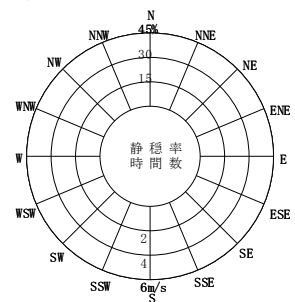 N
NNW 45% NNE
NW 30 NE
15
WNW ENE
静穏率
W 時間数 E
WSW ESE
2
SW 4 SE
SSW 6m/s SSE
S